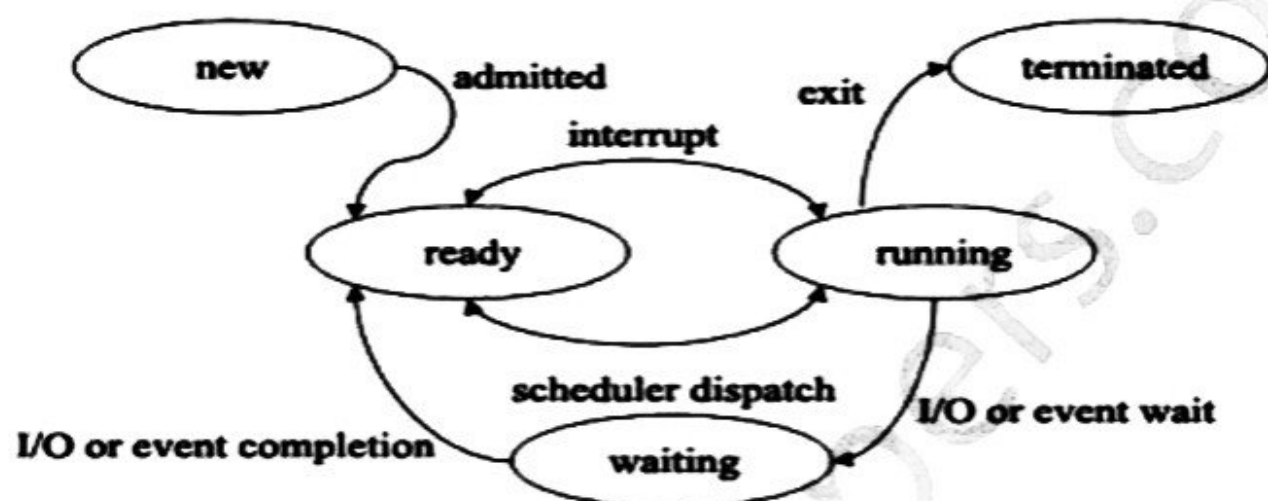 new
terminated
admitted
exit
interrupt
ready
running
scheduler dispatch
I/O or event wait
I/O or event completion
waiting